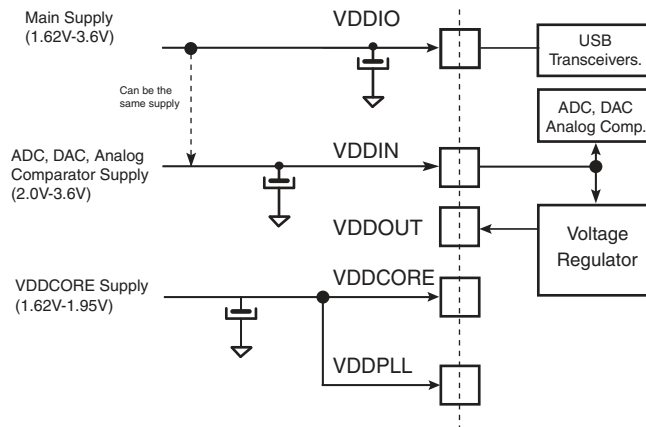 Main Supply
(1.62V-3.6V)
VDDIO
USB
Transceivers.
Can be the
same supply
ADC, DAC
Analog Comp.
ADC, DAC, Analog
Comparator Supply
(2.0V-3.6V)
VDDIN
VDDOUT
Voltage
Regulator
VDDCORE Supply
(1.62V-1.95V)
VDDCORE
VDDPLL